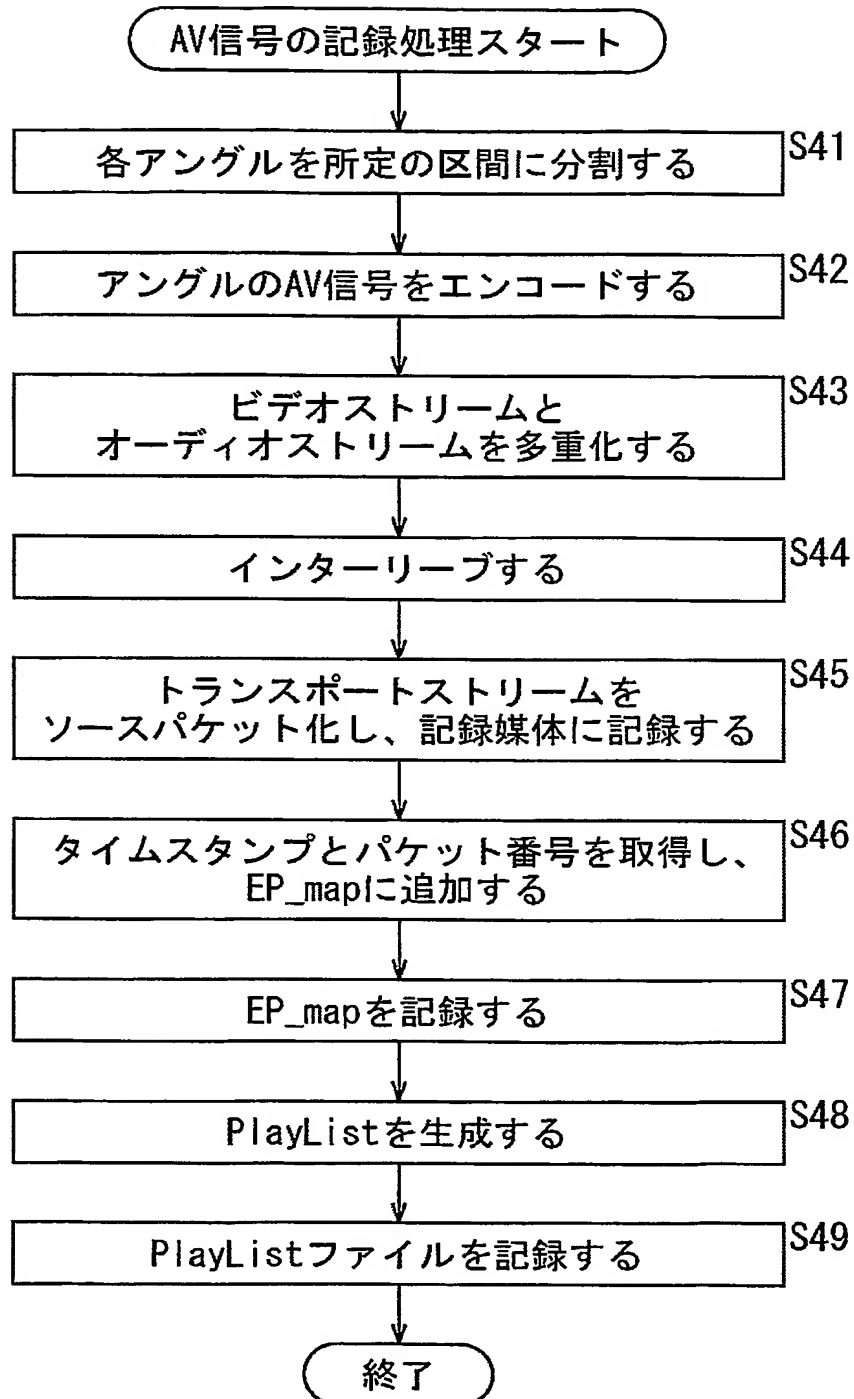 AV信号の記録処理スタート
S41
各アングルを所定の区間に分割する
S42
アングルのAV信号をエンコードする
S43
ビデオストリームと
オーディオストリームを多重化する
S44
インターリーブする
S45
トランスポートストリームを
ソースパケット化し、記録媒体に記録する
S46
タイムスタンプとパケット番号を取得し、
EP_mapに追加する
S47
EP_mapを記録する
S48
PlayListを生成する
S49
PlayListファイルを記録する
終了